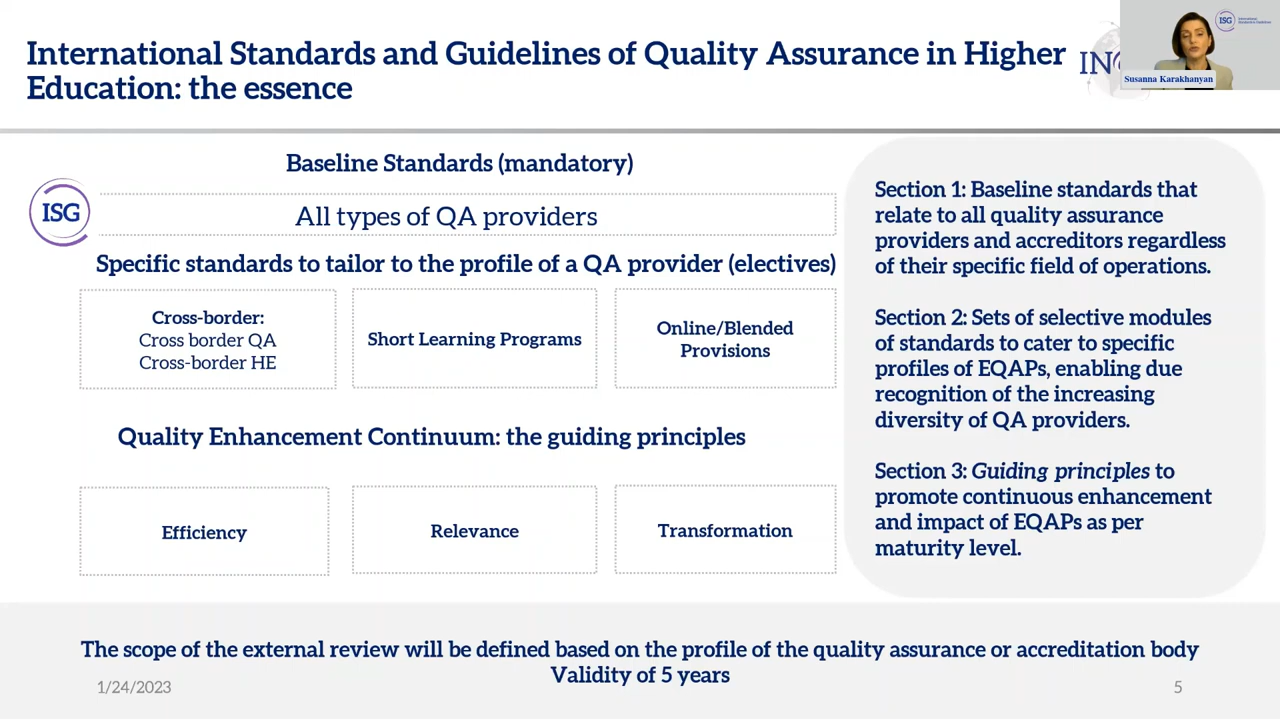 International Standards and Guidelines of Quality Assurance in Higher
Education: the essence
ISG
Susanna Karakhanyan
Baseline Standards (mandatory)
ISG
All types of QA providers
Specific standards to tailor to the profile of a QA provider (electives)
Cross-border:
Cross border QA
Cross-border HE
Short Learning Programs
Online/Blended
Provisions
Quality Enhancement Continuum: the guiding principles
Efficiency
Relevance
Transformation
Section 1: Baseline standards that
relate to all quality assurance
providers and accreditors regardless
of their specific field of operations.
Section 2: Sets of selective modules
of standards to cater to specific
profiles of EQAPs, enabling due
recognition of the increasing
diversity of QA providers.
Section 3: Guiding principles to
promote continuous enhancement
and impact of EQAPs as per
maturity level.
The scope of the external review will be defined based on the profile of the quality assurance or accreditation body
Validity of 5 years
1/24/2023
5